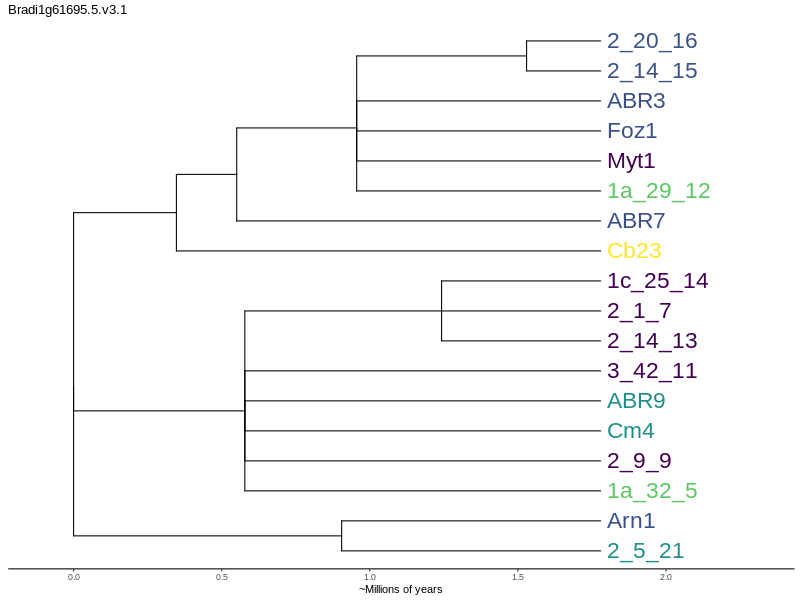 Bradi1g61695.5.v3.1
2_20_16
2_14_15
ABR3
Foz1
Myt1
1a_29_12
ABR7
Cb23
1c_25_14
2_1_7
2_14_13
3_42_11
ABR9
Cm4
2_9_9
1a_32_5
Arn1
2_5_21
0.0 0.5 1.0 1.5 2.0
~Millions of years